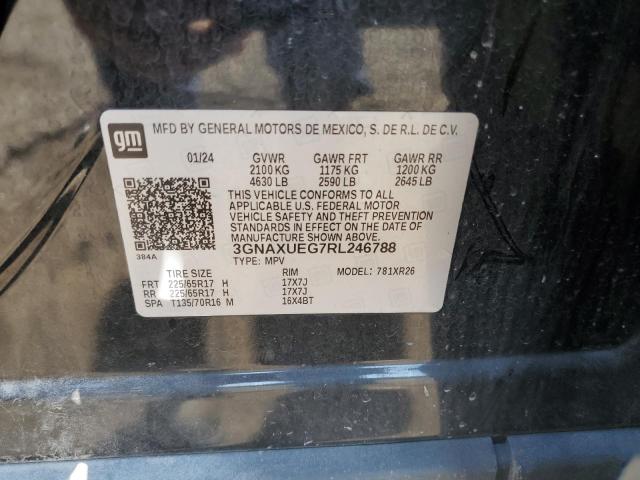 gm MFD BY GENERAL MOTORS DE MEXICO, S. DE R.L. DE C.V.
01/24 GVWR GAWR FRT GAWR RR
2100 KG 1175 KG 1200 KG
4630 LB 2590 LB 2645 LB
THIS VEHICLE CONFORMS TO ALL
APPLICABLE U.S. FEDERAL MOTOR
VEHICLE SAFETY AND THEFT PREVENTION
STANDARDS IN EFFECT ON THE DATE OF
MANUFACTURE SHOWN ABOVE.
384A 3GNAXUEG7RL246788
TYPE: MPV
TIRE SIZE RIM MODEL: 781XR26
FRT 225/65R17 H 17X7J
RR 225/65R17 H 17X7J
SPA T135/70R16 M 16X4BT